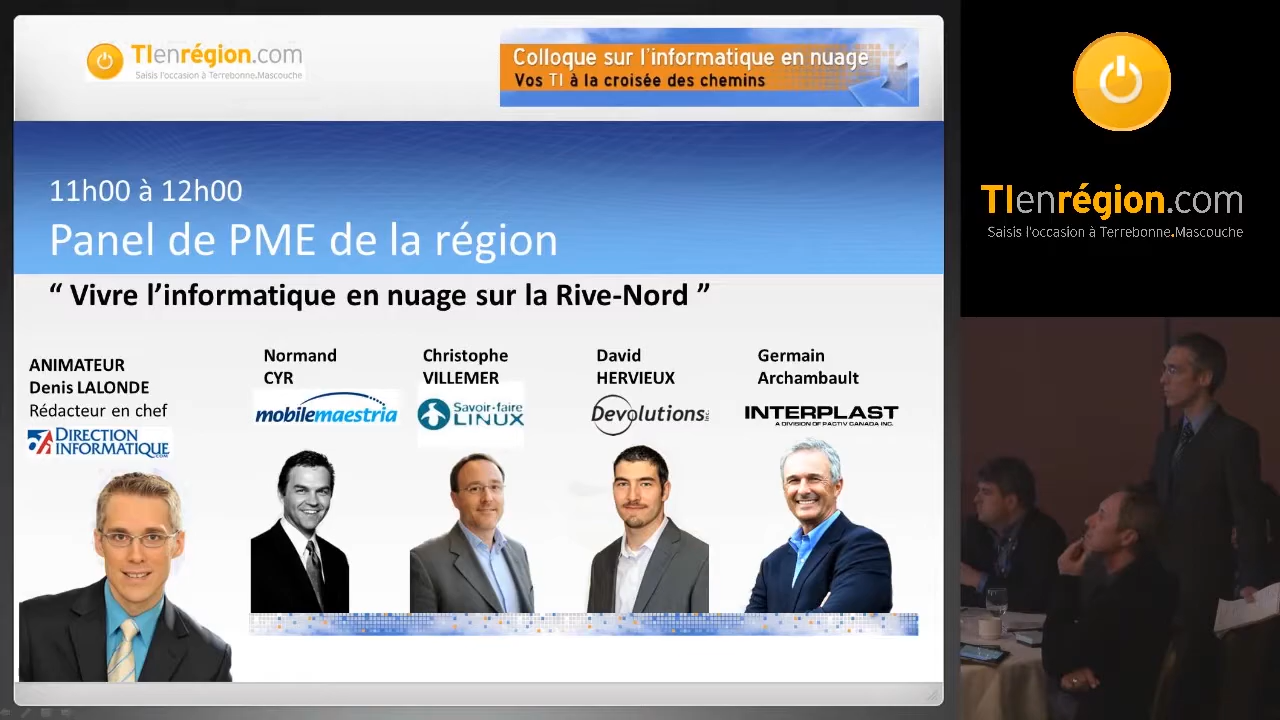 TIenrégion.com
Saisis l'occasion à Terrebonne.Mascouche
Colloque sur l'informatique en nuage
Vos TI à la croisée des chemins
11h00 à 12h00
Panel de PME de la région
“ Vivre l’informatique en nuage sur la Rive-Nord ”
ANIMATEUR
Denis LALONDE
Rédacteur en chef
DIRECTION
INFORMATIQUE
.COM
Normand
CYR
mobilemaestria
Christophe
VILLEMER
Savoir-faire
LINUX
David
HERVIEUX
Devolutions inc.
Germain
Archambault
INTERPLAST
A DIVISION OF PACTIV CANADA INC.
TIenrégion.com
Saisis l'occasion à Terrebonne.Mascouche